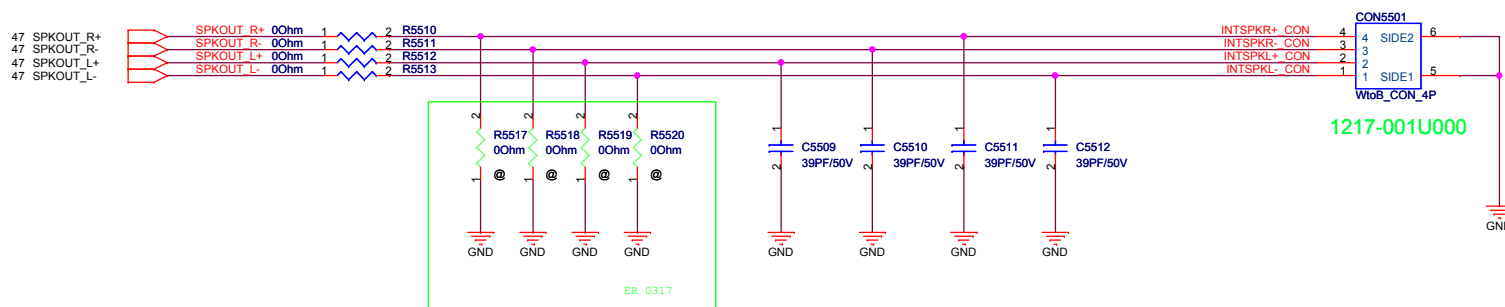 CON5501
47 SPKOUT_R+ SPKOUT_R+ 0Ohm 1 2 R5510 INTSPKR+_CON 4 4 SIDE2 6
47 SPKOUT_R- SPKOUT_R- 0Ohm 1 2 R5511 INTSPKR-_CON 3 3
47 SPKOUT_L+ SPKOUT_L+ 0Ohm 1 2 R5512 INTSPKL+_CON 2 2
47 SPKOUT_L- SPKOUT_L- 0Ohm 1 2 R5513 INTSPKL-_CON 1 1 SIDE1 5
WtoB_CON_4P
1217-001U000
2 2 2 2 1 1 1 1
R5517 R5518 R5519 R5520
0Ohm 0Ohm 0Ohm 0Ohm
C5509 C5510 C5511 C5512
39PF/50V 39PF/50V 39PF/50V 39PF/50V
1 @ 1 @ 1 @ 1 @ 2 2 2 2
GND
GND GND GND GND GND GND GND GND
ER 0317